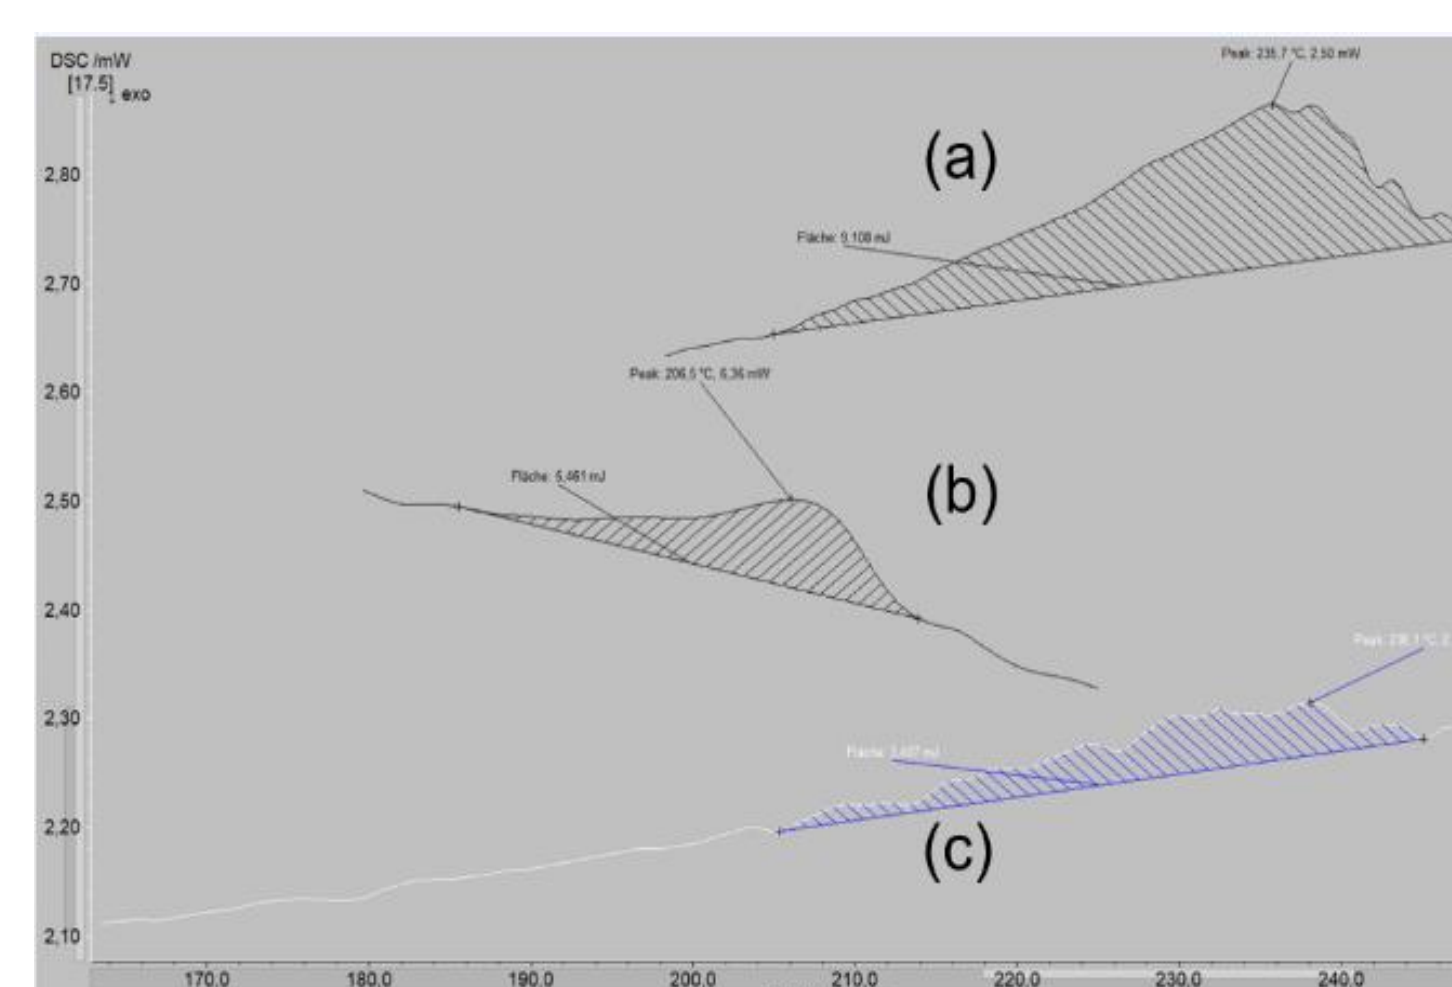 DSC /mW
[17.5]
exo
Peak: 235,7 °C, 2,50 mW
(a)
2,80
Fläche: 9,108 mJ
2,70
Peak: 206,5 °C, 6,36 mW
2,60
Fläche: 5,461 mJ
2,50
(b)
2,40
Peak:
2,30
Fläche:
2,20
(c)
2,10
170.0 180.0 190.0 200.0 210.0 220.0 230.0 240.0